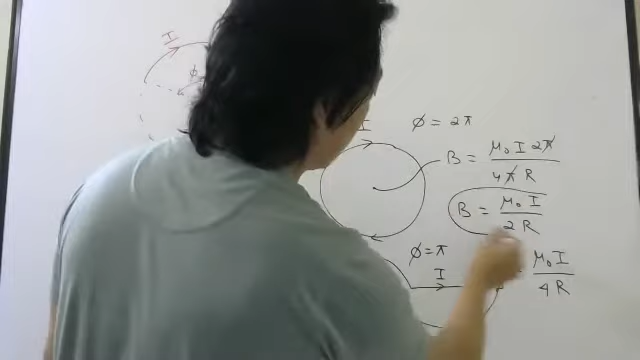 I
ϕ
I
ϕ = 2π
B = μ₀ I 2π / 4π R
B = μ₀ I / 2 R
ϕ = π
I
= μ₀ I / 4 R